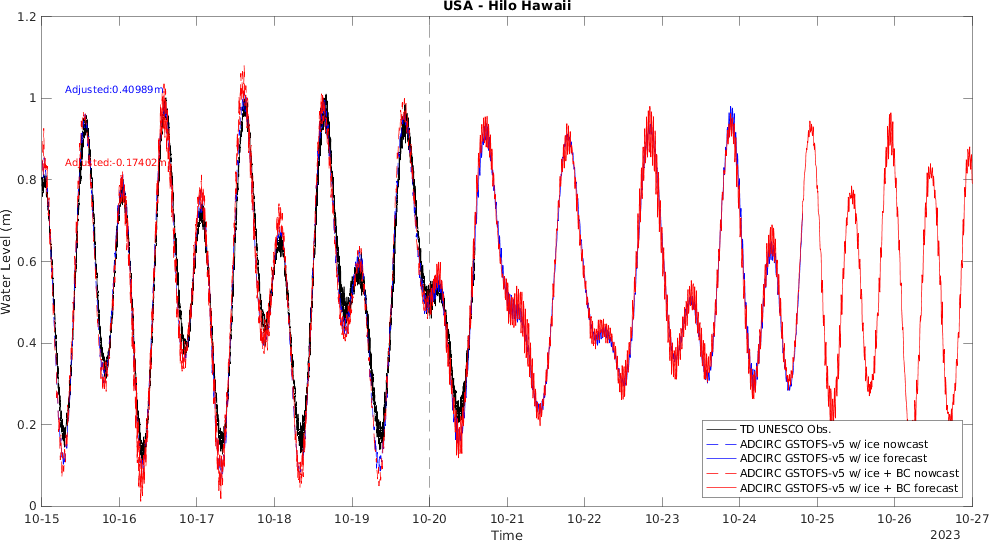 USA - Hilo Hawaii
1.2
1
0.8
0.6
0.4
0.2
0
Water Level (m)
Adjusted:0.40989m
Adjusted:-0.17402m
TD UNESCO Obs.
ADCIRC GSTOFS-v5 w/ ice nowcast
ADCIRC GSTOFS-v5 w/ ice forecast
ADCIRC GSTOFS-v5 w/ ice + BC nowcast
ADCIRC GSTOFS-v5 w/ ice + BC forecast
10-15 10-16 10-17 10-18 10-19 10-20 10-21 10-22 10-23 10-24 10-25 10-26 10-27
Time
2023